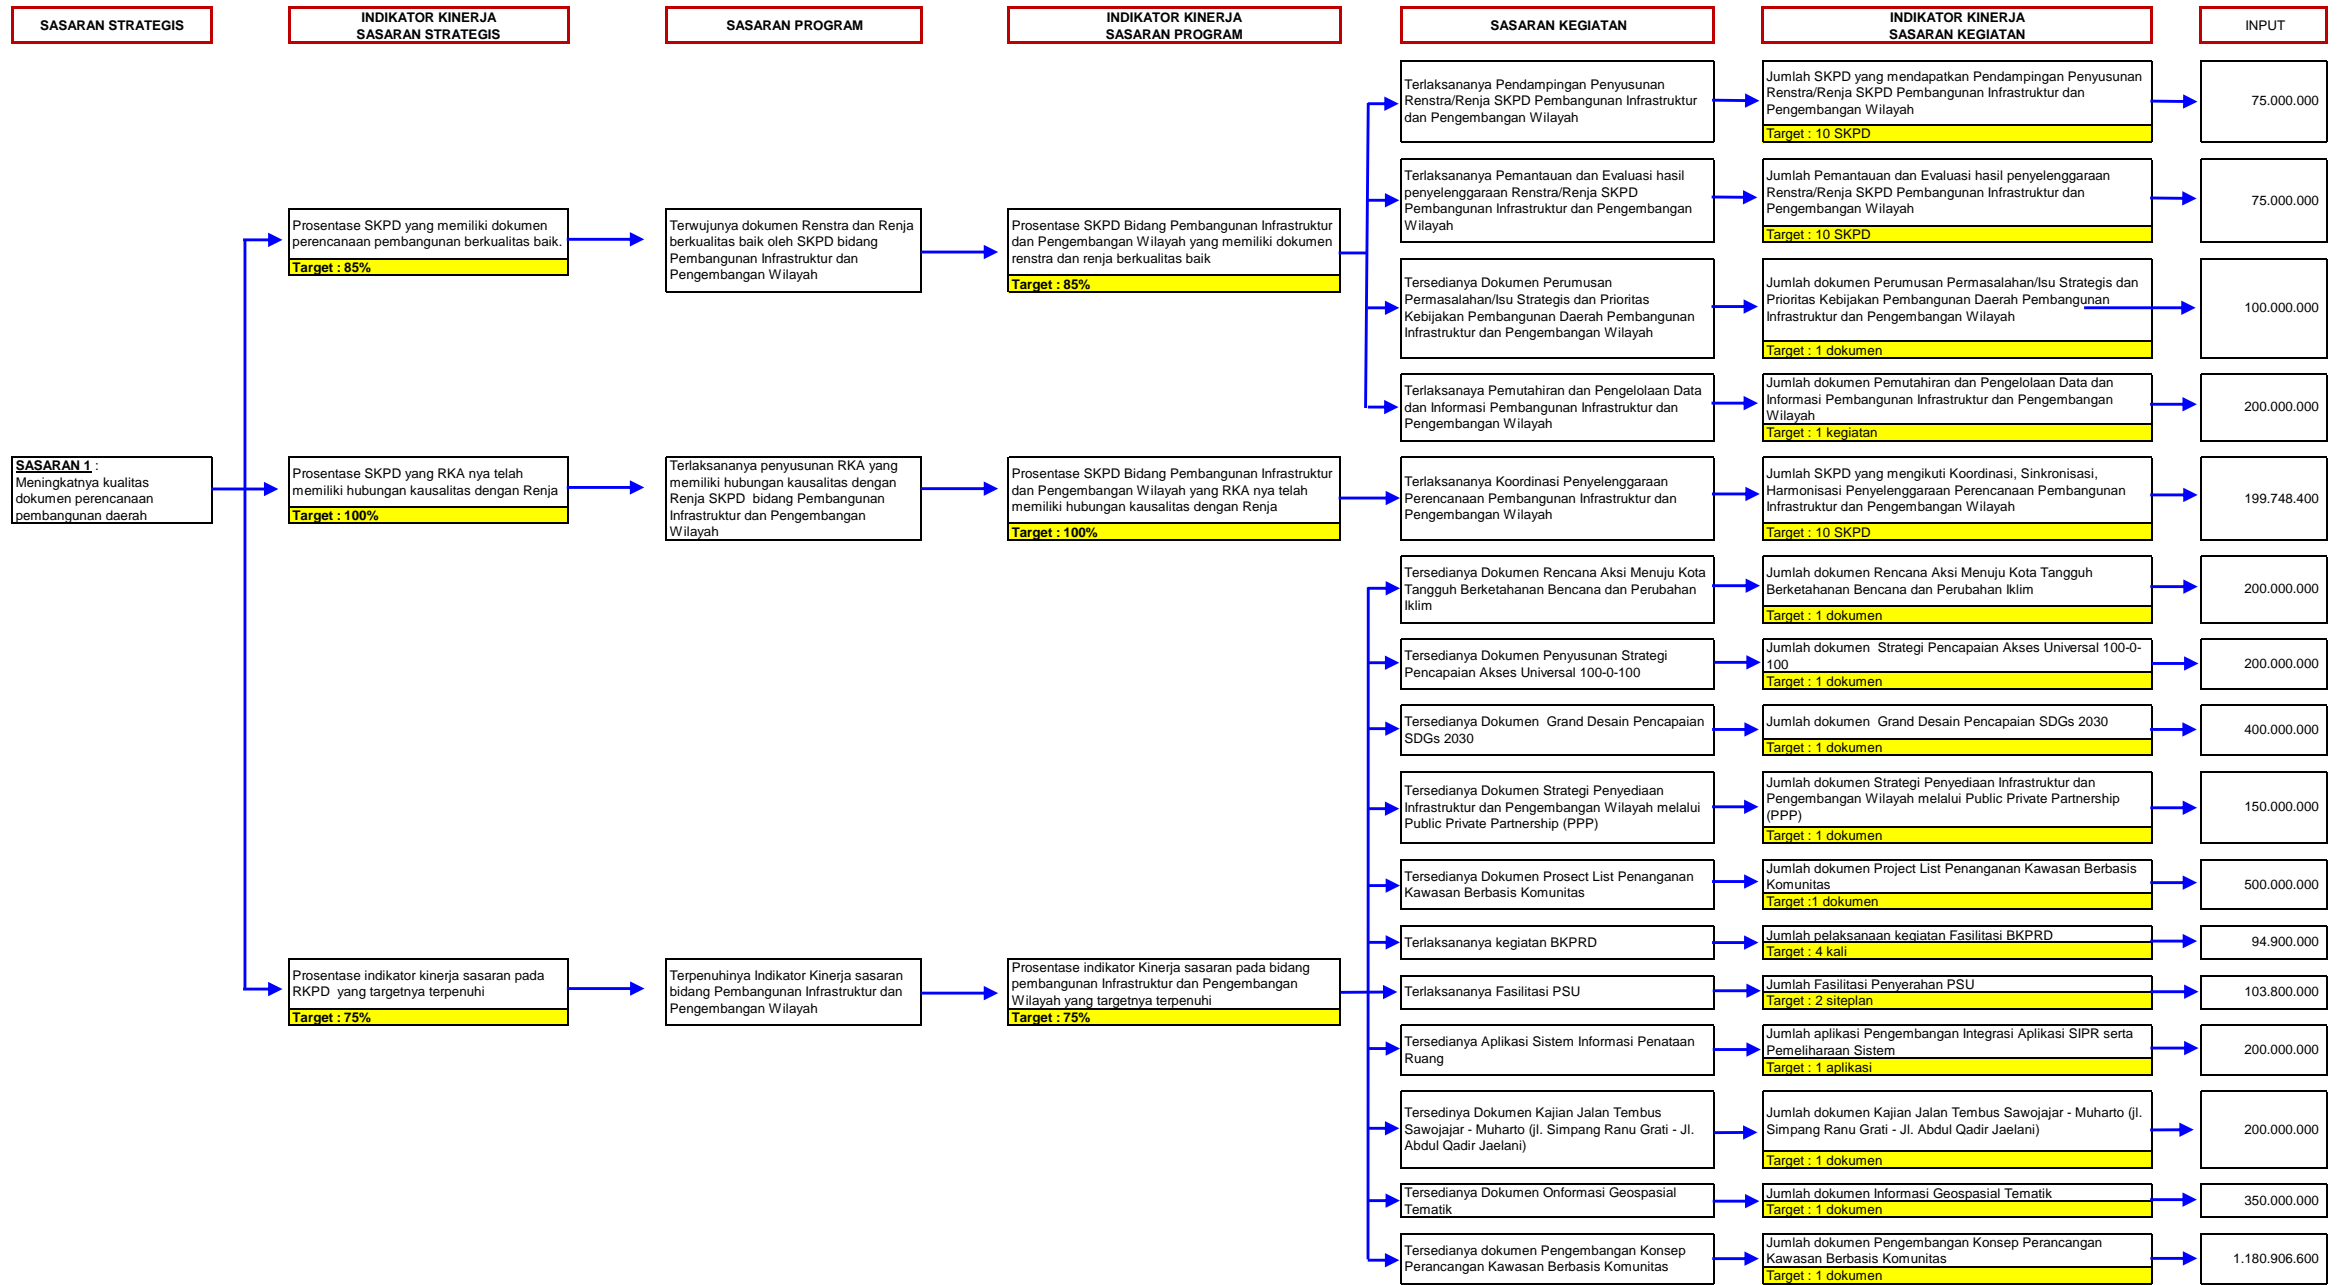 SASARAN STRATEGIS
INDIKATOR KINERJA
SASARAN STRATEGIS
SASARAN PROGRAM
INDIKATOR KINERJA
SASARAN PROGRAM
SASARAN KEGIATAN
INDIKATOR KINERJA
SASARAN KEGIATAN
INPUT
SASARAN 1 :
Meningkatnya kualitas
dokumen perencanaan
pembangunan daerah
Prosentase SKPD yang memiliki dokumen
perencanaan pembangunan berkualitas baik.
Target : 85%
Terwujunya dokumen Renstra dan Renja
berkualitas baik oleh SKPD bidang
Pembangunan Infrastruktur dan
Pengembangan Wilayah
Prosentase SKPD Bidang Pembangunan Infrastruktur
dan Pengembangan Wilayah yang memiliki dokumen
renstra dan renja berkualitas baik
Target : 85%
Terlaksananya Pendampingan Penyusunan
Renstra/Renja SKPD Pembangunan Infrastruktur
dan Pengembangan Wilayah
Jumlah SKPD yang mendapatkan Pendampingan Penyusunan
Renstra/Renja SKPD Pembangunan Infrastruktur dan
Pengembangan Wilayah
Target : 10 SKPD
75.000.000
Terlaksananya Pemantauan dan Evaluasi hasil
penyelenggaraan Renstra/Renja SKPD
Pembangunan Infrastruktur dan Pengembangan
Wilayah
Jumlah Pemantauan dan Evaluasi hasil penyelenggaraan
Renstra/Renja SKPD Pembangunan Infrastruktur dan
Pengembangan Wilayah
Target : 10 SKPD
75.000.000
Tersedianya Dokumen Perumusan
Permasalahan/Isu Strategis dan Prioritas
Kebijakan Pembangunan Daerah Pembangunan
Infrastruktur dan Pengembangan Wilayah
Jumlah dokumen Perumusan Permasalahan/Isu Strategis dan
Prioritas Kebijakan Pembangunan Daerah Pembangunan
Infrastruktur dan Pengembangan Wilayah
Target : 1 dokumen
100.000.000
Terlaksanaya Pemutahiran dan Pengelolaan Data
dan Informasi Pembangunan Infrastruktur dan
Pengembangan Wilayah
Jumlah dokumen Pemutahiran dan Pengelolaan Data dan
Informasi Pembangunan Infrastruktur dan Pengembangan
Wilayah
Target : 1 kegiatan
200.000.000
Prosentase SKPD yang RKA nya telah
memiliki hubungan kausalitas dengan Renja
Target : 100%
Terlaksananya penyusunan RKA yang
memiliki hubungan kausalitas dengan
Renja SKPD  bidang Pembangunan
Infrastruktur dan Pengembangan
Wilayah
Prosentase SKPD Bidang Pembangunan Infrastruktur
dan Pengembangan Wilayah yang RKA nya telah
memiliki hubungan kausalitas dengan Renja
Target : 100%
Terlaksananya Koordinasi Penyelenggaraan
Perencanaan Pembangunan Infrastruktur dan
Pengembangan Wilayah
Jumlah SKPD yang mengikuti Koordinasi, Sinkronisasi,
Harmonisasi Penyelenggaraan Perencanaan Pembangunan
Infrastruktur dan Pengembangan Wilayah
Target : 10 SKPD
199.748.400
Prosentase indikator kinerja sasaran pada
RKPD  yang targetnya terpenuhi
Target : 75%
Terpenuhinya Indikator Kinerja sasaran
bidang Pembangunan Infrastruktur dan
Pengembangan Wilayah
Prosentase indikator Kinerja sasaran pada bidang
pembangunan Infrastruktur dan Pengembangan
Wilayah yang targetnya terpenuhi
Target : 75%
Tersedianya Dokumen Rencana Aksi Menuju Kota
Tangguh Berketahanan Bencana dan Perubahan
Iklim
Jumlah dokumen Rencana Aksi Menuju Kota Tangguh
Berketahanan Bencana dan Perubahan Iklim
Target : 1 dokumen
200.000.000
Tersedianya Dokumen Penyusunan Strategi
Pencapaian Akses Universal 100-0-100
Jumlah dokumen  Strategi Pencapaian Akses Universal 100-0-
100
Target : 1 dokumen
200.000.000
Tersedianya Dokumen  Grand Desain Pencapaian
SDGs 2030
Jumlah dokumen  Grand Desain Pencapaian SDGs 2030
Target : 1 dokumen
400.000.000
Tersedianya Dokumen Strategi Penyediaan
Infrastruktur dan Pengembangan Wilayah melalui
Public Private Partnership (PPP)
Jumlah dokumen Strategi Penyediaan Infrastruktur dan
Pengembangan Wilayah melalui Public Private Partnership
(PPP)
Target : 1 dokumen
150.000.000
Tersedianya Dokumen Prosect List Penanganan
Kawasan Berbasis Komunitas
Jumlah dokumen Project List Penanganan Kawasan Berbasis
Komunitas
Target :1 dokumen
500.000.000
Terlaksananya kegiatan BKPRD
Jumlah pelaksanaan kegiatan Fasilitasi BKPRD
Target : 4 kali
94.900.000
Terlaksananya Fasilitasi PSU
Jumlah Fasilitasi Penyerahan PSU
Target : 2 siteplan
103.800.000
Tersedianya Aplikasi Sistem Informasi Penataan
Ruang
Jumlah aplikasi Pengembangan Integrasi Aplikasi SIPR serta
Pemeliharaan Sistem
Target : 1 aplikasi
200.000.000
Tersedinya Dokumen Kajian Jalan Tembus
Sawojajar - Muharto (jl. Simpang Ranu Grati - Jl.
Abdul Qadir Jaelani)
Jumlah dokumen Kajian Jalan Tembus Sawojajar - Muharto (jl.
Simpang Ranu Grati - Jl. Abdul Qadir Jaelani)
Target : 1 dokumen
200.000.000
Tersedianya Dokumen Onformasi Geospasial
Tematik
Jumlah dokumen Informasi Geospasial Tematik
Target : 1 dokumen
350.000.000
Tersedianya dokumen Pengembangan Konsep
Perancangan Kawasan Berbasis Komunitas
Jumlah dokumen Pengembangan Konsep Perancangan
Kawasan Berbasis Komunitas
Target : 1 dokumen
1.180.906.600